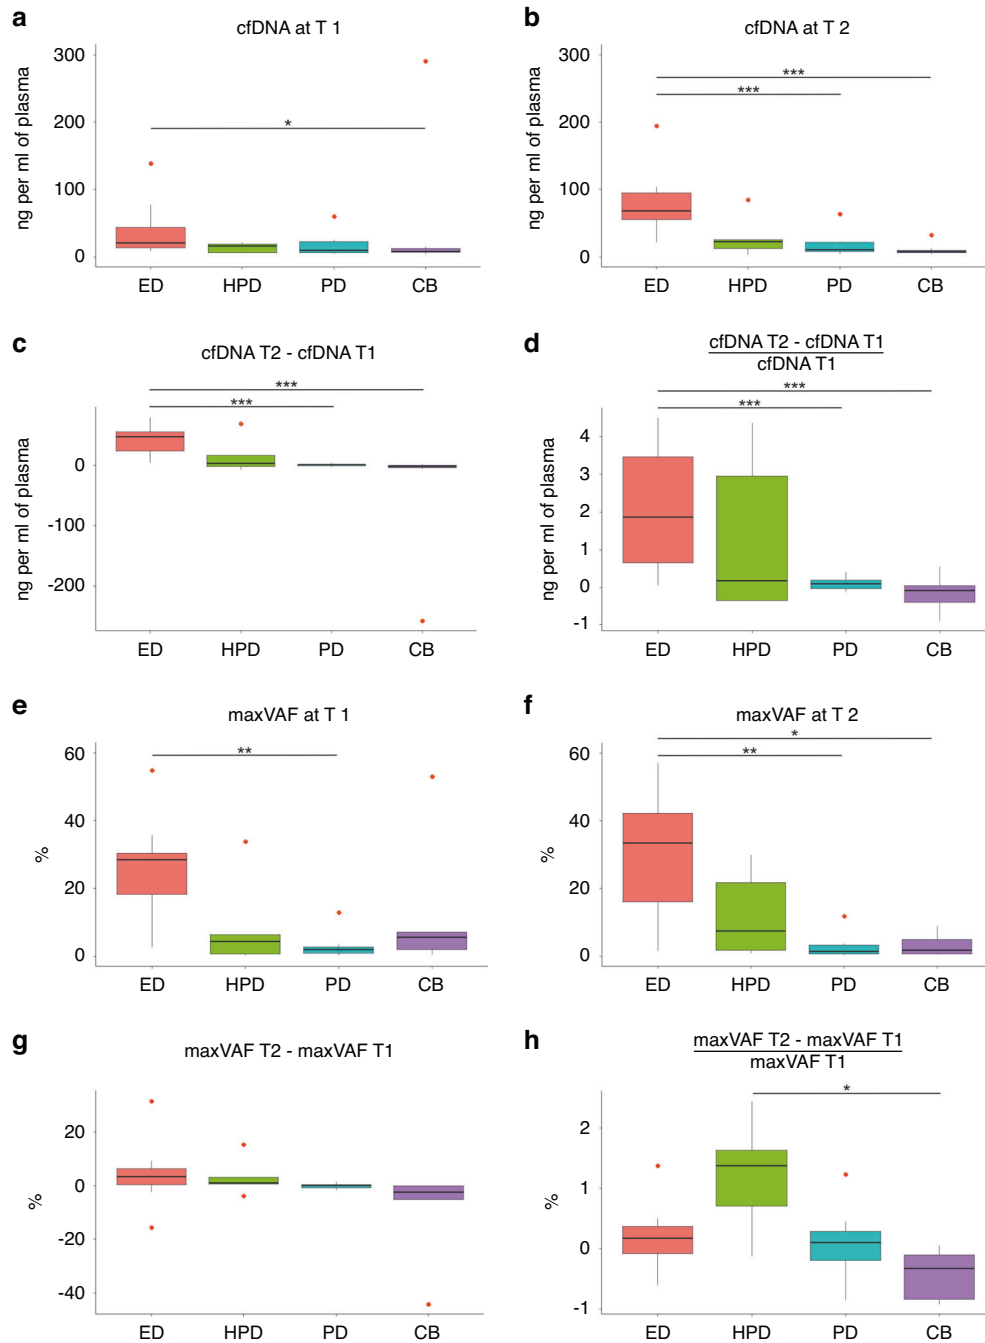 a
cfDNA at T 1
ng per ml of plasma
300
200
100
0
*
ED HPD PD CB
b
cfDNA at T 2
ng per ml of plasma
300
200
100
0
***
***
ED HPD PD CB
c
cfDNA T2 - cfDNA T1
ng per ml of plasma
0
-100
-200
***
***
ED HPD PD CB
d
cfDNA T2 - cfDNA T1
cfDNA T1
ng per ml of plasma
4
3
2
1
0
-1
***
***
ED HPD PD CB
e
maxVAF at T 1
%
60
40
20
0
**
ED HPD PD CB
f
maxVAF at T 2
%
60
40
20
0
*
**
ED HPD PD CB
g
maxVAF T2 - maxVAF T1
%
20
0
-20
-40
ED HPD PD CB
h
maxVAF T2 - maxVAF T1
maxVAF T1
%
2
1
0
-1
*
ED HPD PD CB